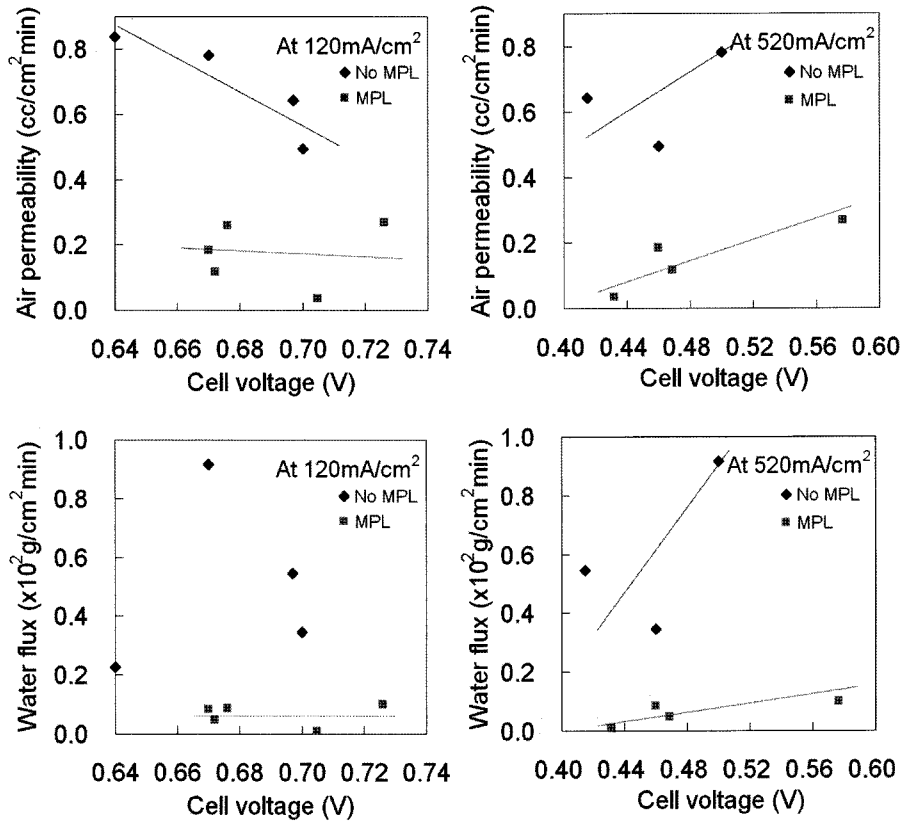 Air permeability (cc/cm²min)
0.8
0.6
0.4
0.2
0.0
At 120mA/cm²
No MPL
MPL
0.64 0.66 0.68 0.70 0.72 0.74
Cell voltage (V)
Air permeability (cc/cm²min)
0.8
0.6
0.4
0.2
0.0
At 520mA/cm²
No MPL
MPL
0.40 0.44 0.48 0.52 0.56 0.60
Cell voltage (V)
Water flux (x10²g/cm²min)
1.0
0.8
0.6
0.4
0.2
0.0
At 120mA/cm²
No MPL
MPL
0.64 0.66 0.68 0.70 0.72 0.74
Cell voltage (V)
Water flux (x10²g/cm²min)
1.0
0.8
0.6
0.4
0.2
0.0
At 520mA/cm²
No MPL
MPL
0.40 0.44 0.48 0.52 0.56 0.60
Cell voltage (V)